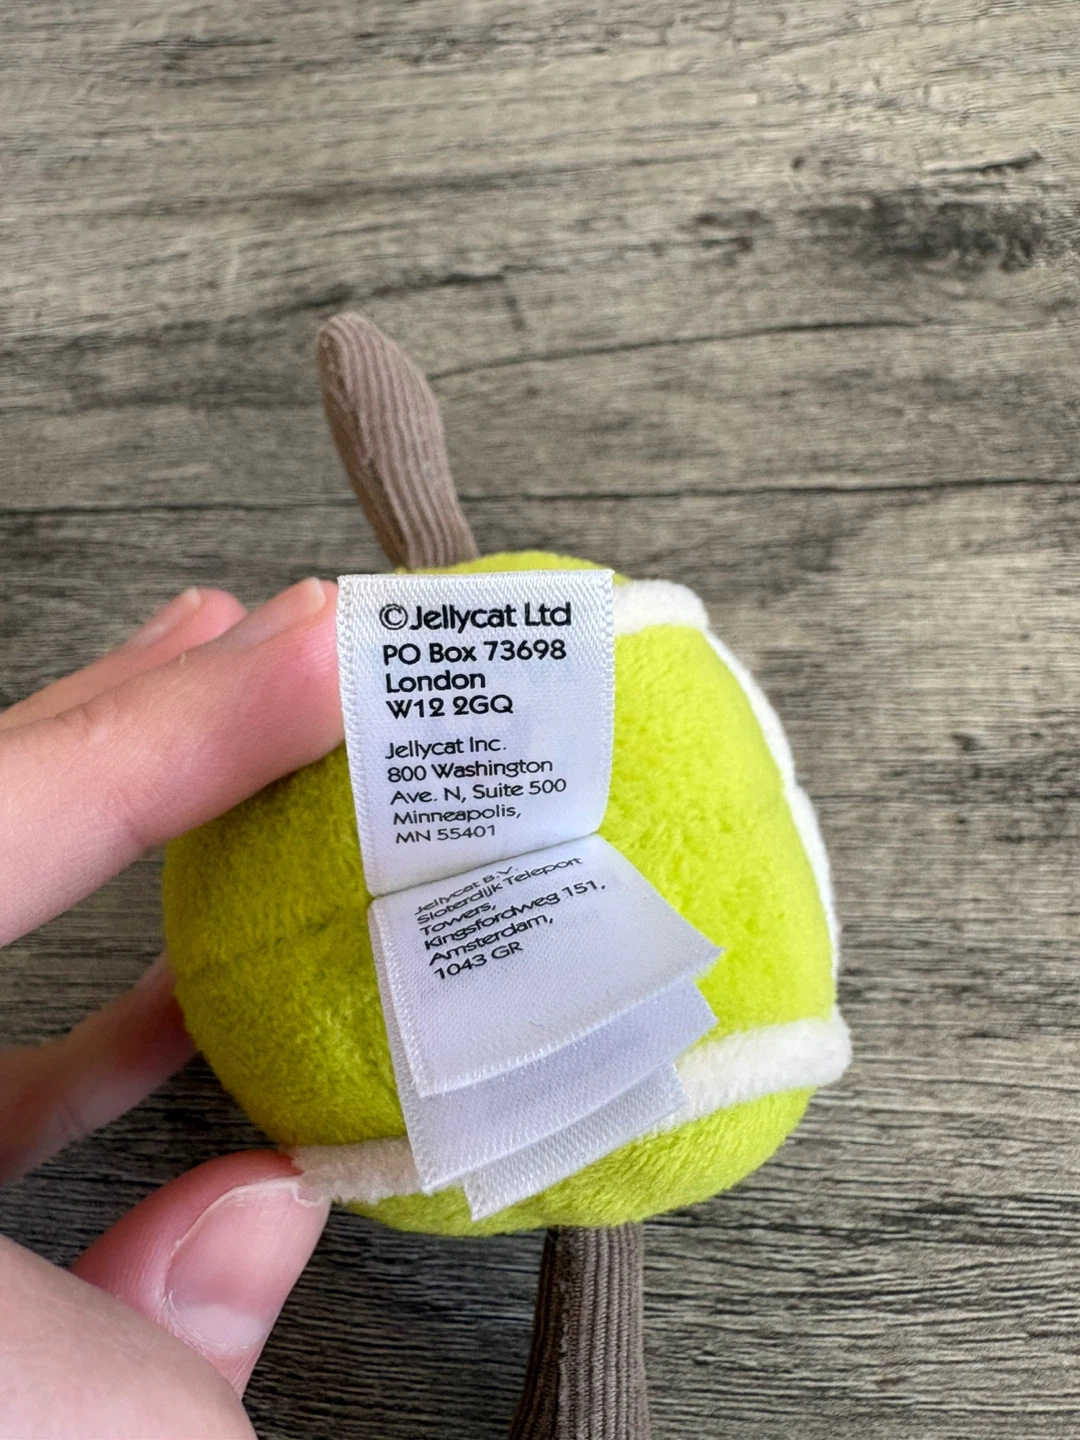 ©Jellycat Ltd
PO Box 73698
London
W12 2GQ
Jellycat Inc.
800 Washington
Ave. N, Suite 500
Minneapolis,
MN 55401
Jellycat B.V.
Sloterdijk Teleport
Towers,
Kingsfordweg 151,
Amsterdam,
1043 GR